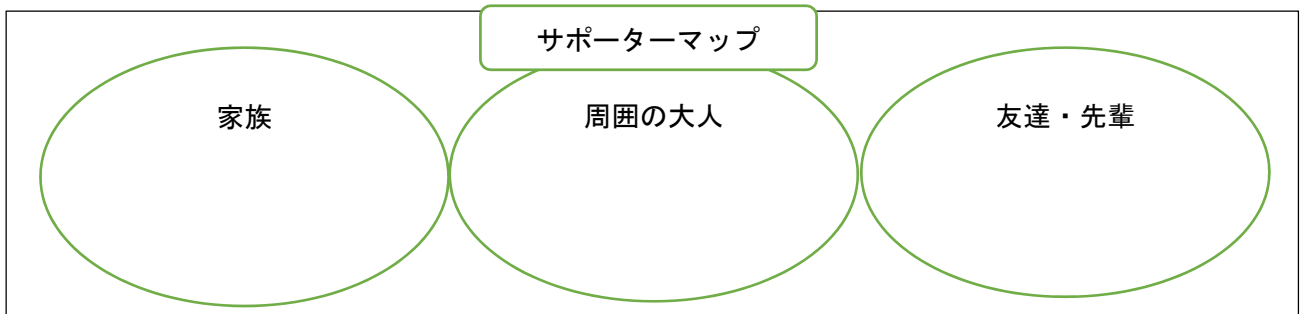 サポーターマップ
家族
周囲の大人
友達・先輩